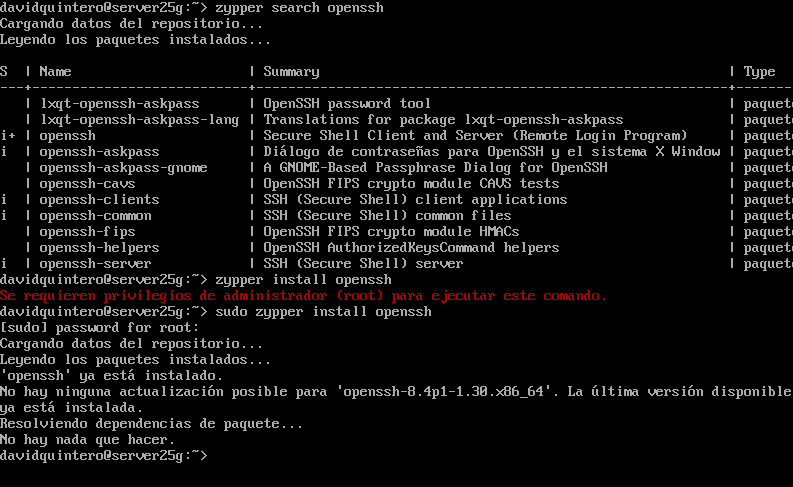 davidquintero@server25g:~> zypper search openssh
Cargando datos del repositorio...
Leyendo los paquetes instalados...
S  | Name                      | Summary                                                   | Type
---+---------------------------+-----------------------------------------------------------+--------
   | lxqt-openssh-askpass      | OpenSSH password tool                                     | paquete
   | lxqt-openssh-askpass-lang | Translations for package lxqt-openssh-askpass             | paquete
i+ | openssh                   | Secure Shell Client and Server (Remote Login Program)     | paquete
i  | openssh-askpass           | Diálogo de contraseñas para OpenSSH y el sistema X Window | paquete
   | openssh-askpass-gnome     | A GNOME-Based Passphrase Dialog for OpenSSH               | paquete
   | openssh-cavs              | OpenSSH FIPS crypto module CAVS tests                     | paquete
i  | openssh-clients           | SSH (Secure Shell) client applications                    | paquete
i  | openssh-common            | SSH (Secure Shell) common files                           | paquete
   | openssh-fips              | OpenSSH FIPS crypto module HMACs                          | paquete
   | openssh-helpers           | OpenSSH AuthorizedKeysCommand helpers                     | paquete
i  | openssh-server            | SSH (Secure Shell) server                                 | paquete
davidquintero@server25g:~> zypper install openssh
Se requieren privilegios de administrador (root) para ejecutar este comando.
davidquintero@server25g:~> sudo zypper install openssh
[sudo] password for root:
Cargando datos del repositorio...
Leyendo los paquetes instalados...
'openssh' ya está instalado.
No hay ninguna actualización posible para 'openssh-8.4p1-1.30.x86_64'. La última versión disponible
ya está instalada.
Resolviendo dependencias de paquete...
No hay nada que hacer.
davidquintero@server25g:~>